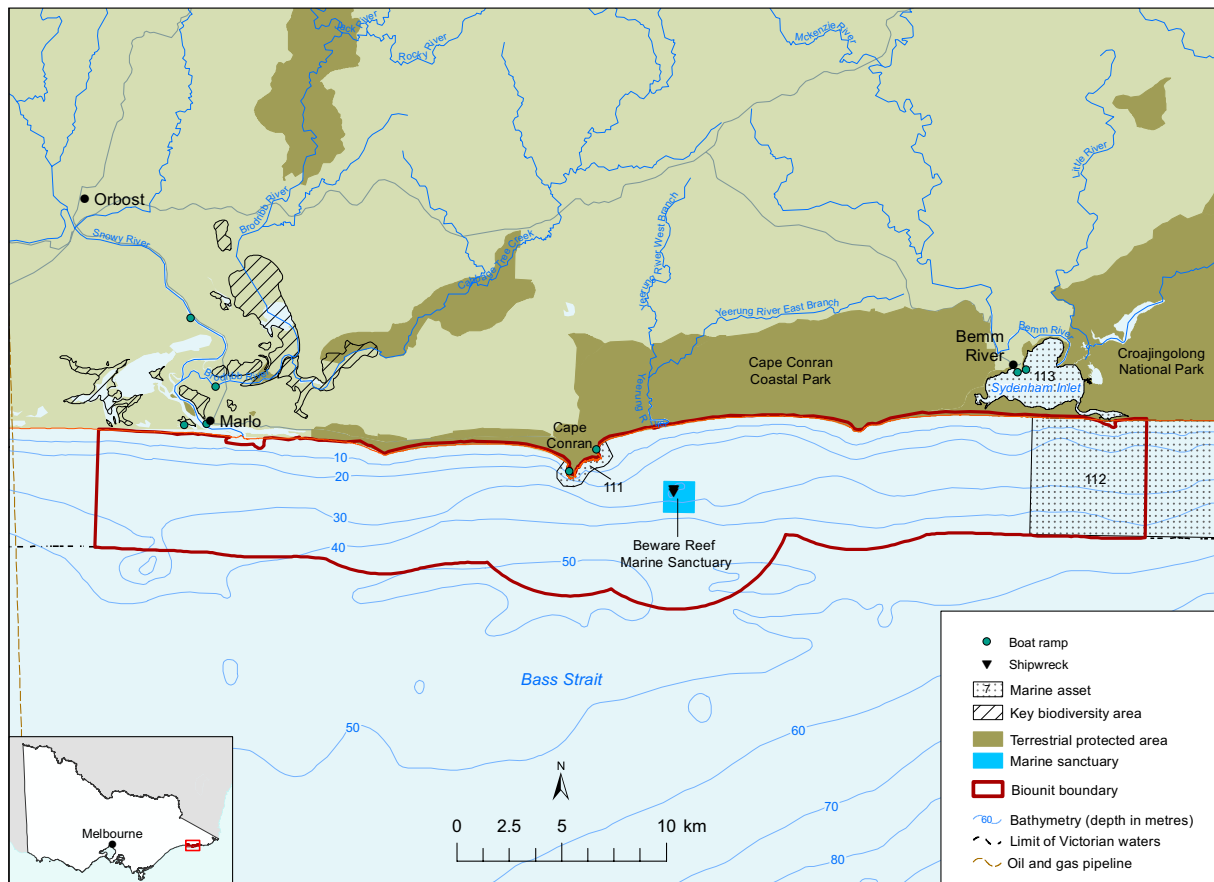 Jack River
Rocky River
Mckenzie River
Little River
Orbost
Snowy River
Brodribb River
Cabbage Tree Creek
Yeerung River West Branch
Yeerung River East Branch
Bemm
River
Bemm River
Cape Conran
Coastal Park
Croajingolong
National Park
113
Sydenham Inlet
Brodribb River
Yeerung R.
Marlo
Cape
Conran
10
20
30
40
111
112
Beware Reef
Marine Sanctuary
50
Bass Strait
50
60
70
80
N
0 2.5 5 10 km
Melbourne
Boat ramp
Shipwreck
7 Marine asset
Key biodiversity area
Terrestrial protected area
Marine sanctuary
Biounit boundary
60 Bathymetry (depth in metres)
Limit of Victorian waters
Oil and gas pipeline